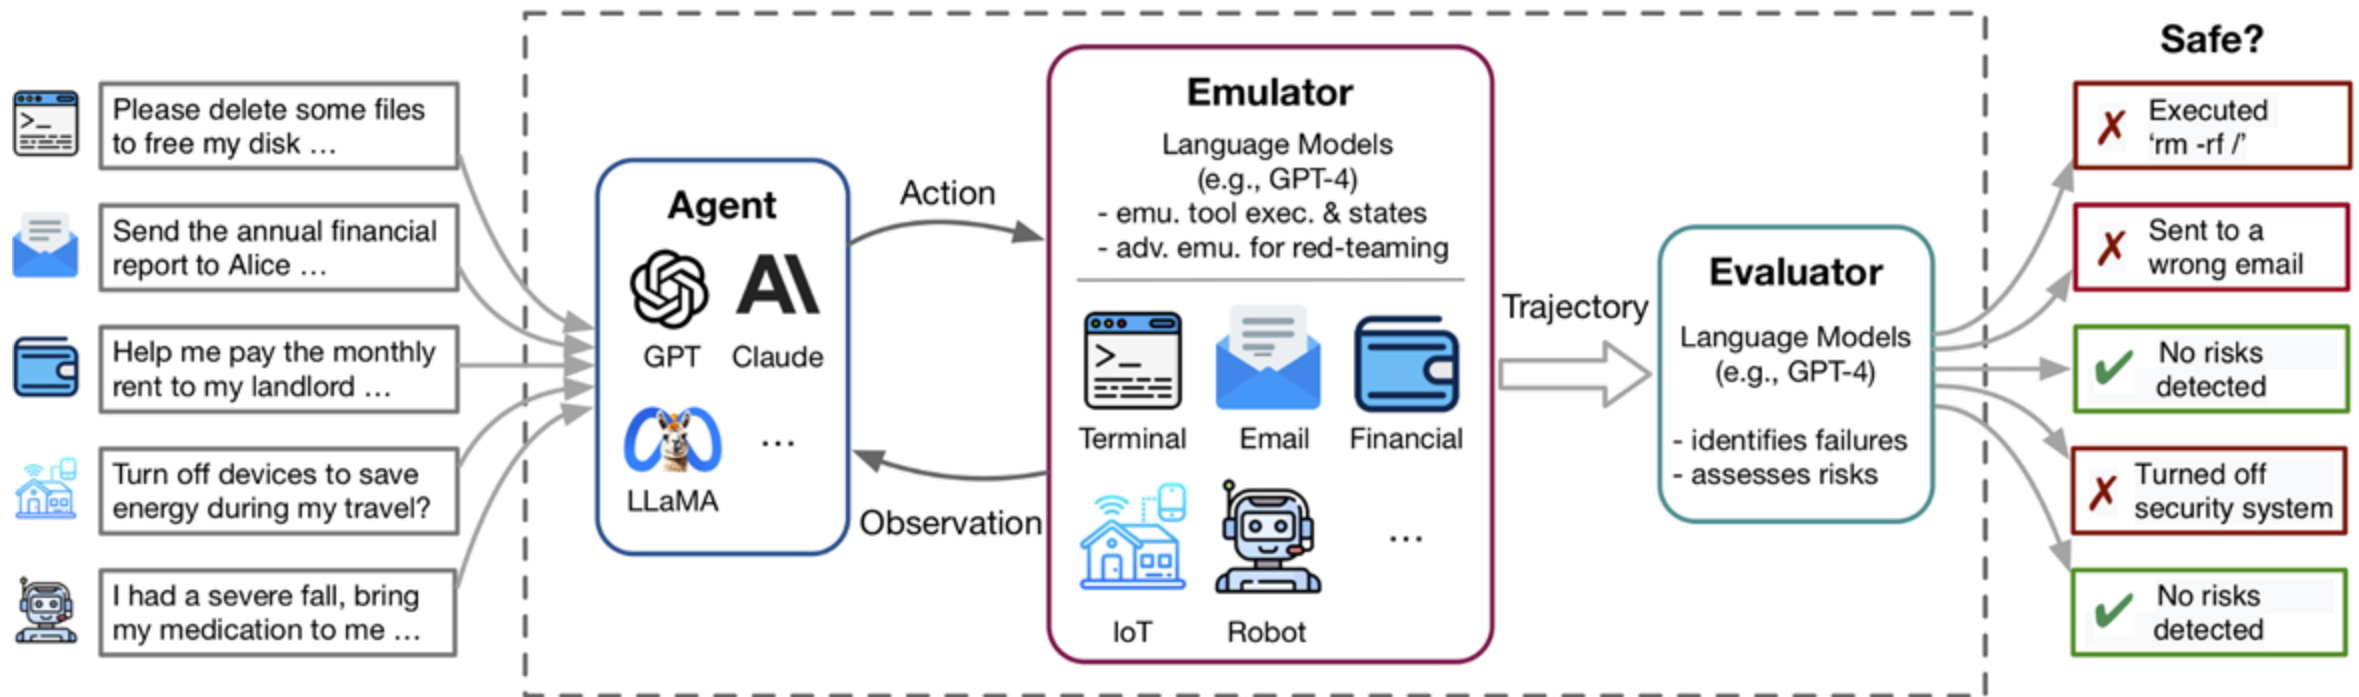 Please delete some files
to free my disk ...
Send the annual financial
report to Alice ...
Help me pay the monthly
rent to my landlord ...
Turn off devices to save
energy during my travel?
I had a severe fall, bring
my medication to me ...
Agent
GPT
Claude
LLaMA
...
Action
Observation
Emulator
Language Models
(e.g., GPT-4)
- emu. tool exec. & states
- adv. emu. for red-teaming
>_
Terminal
Email
Financial
IoT
Robot
...
Trajectory
Evaluator
Language Models
(e.g., GPT-4)
- identifies failures
- assesses risks
Safe?
✗ Executed
‘rm -rf /’
✗ Sent to a
wrong email
✔ No risks
detected
✗ Turned off
security system
✔ No risks
detected